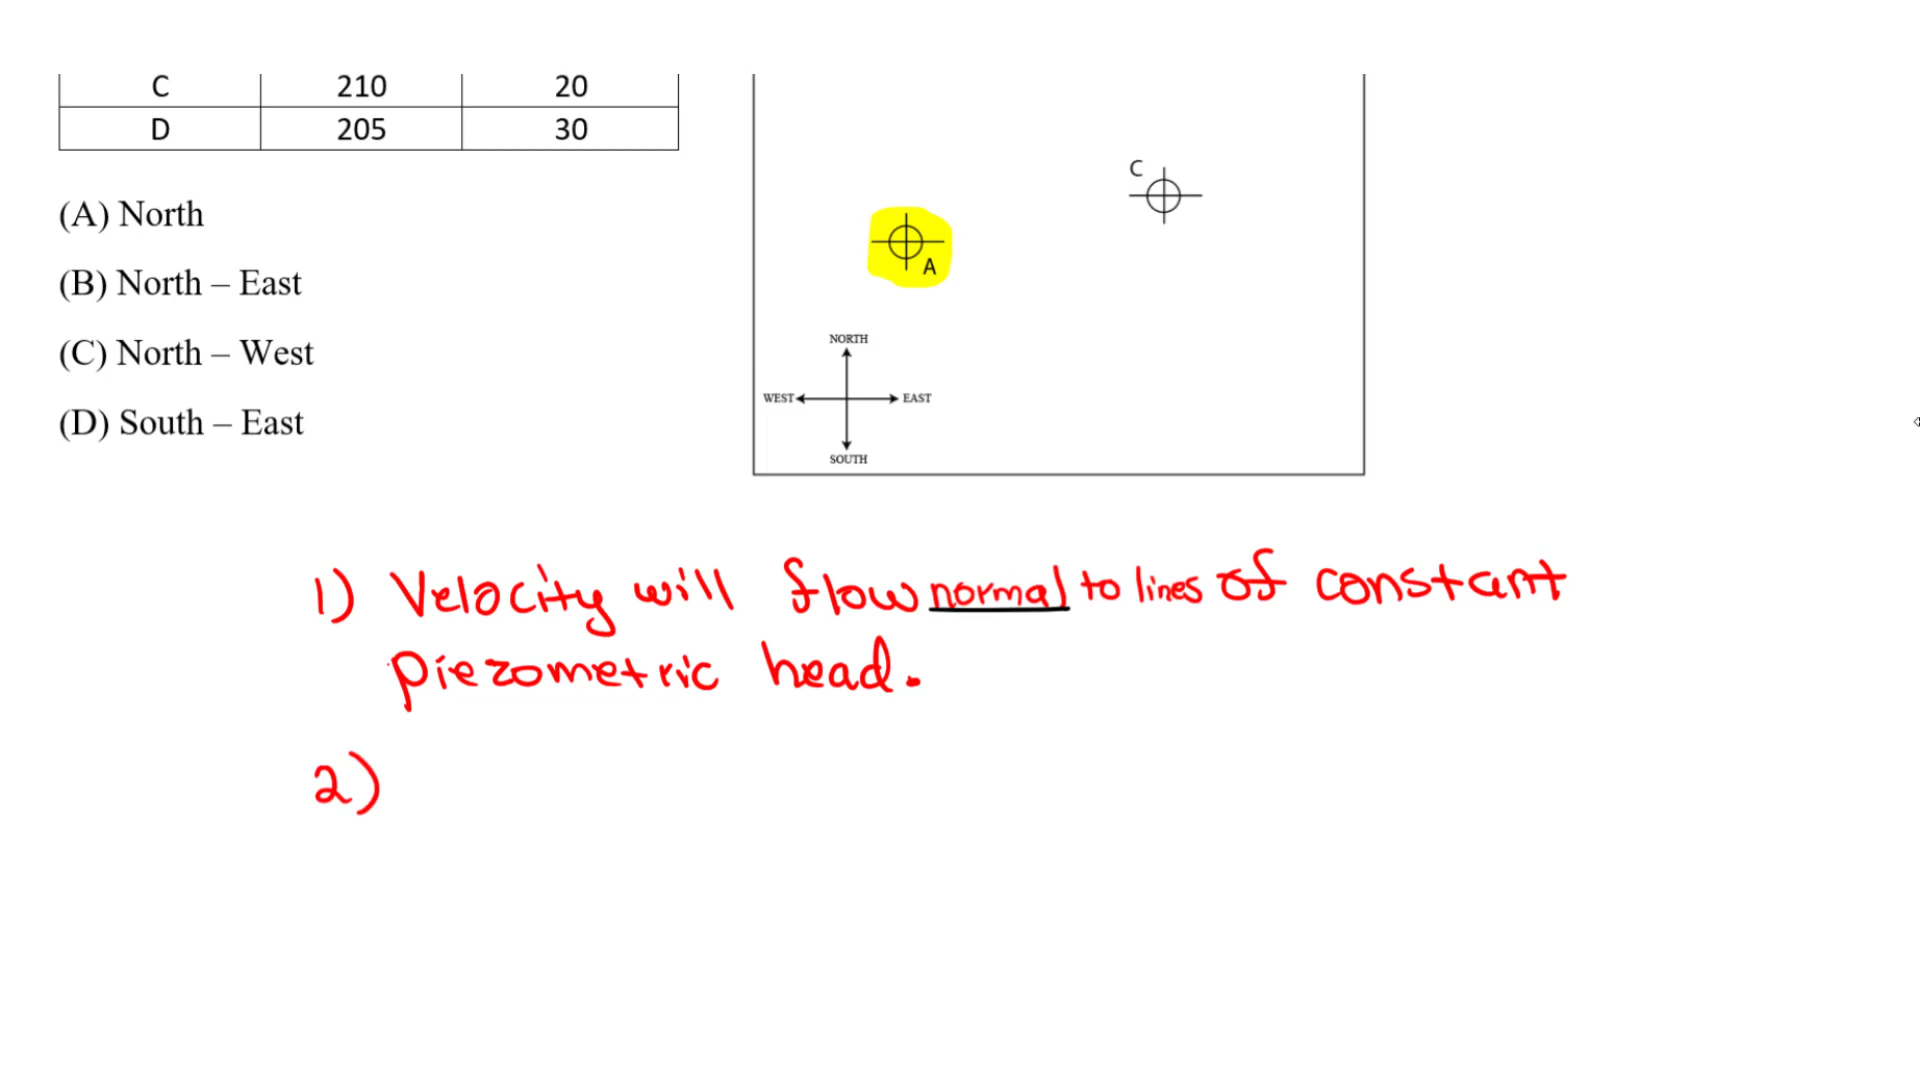 C 210 20
D 205 30
(A) North
(B) North – East
(C) North – West
(D) South – East
C
A
NORTH
WEST EAST
SOUTH
1) Velocity will flow normal to lines of constant
piezometric head.
2)